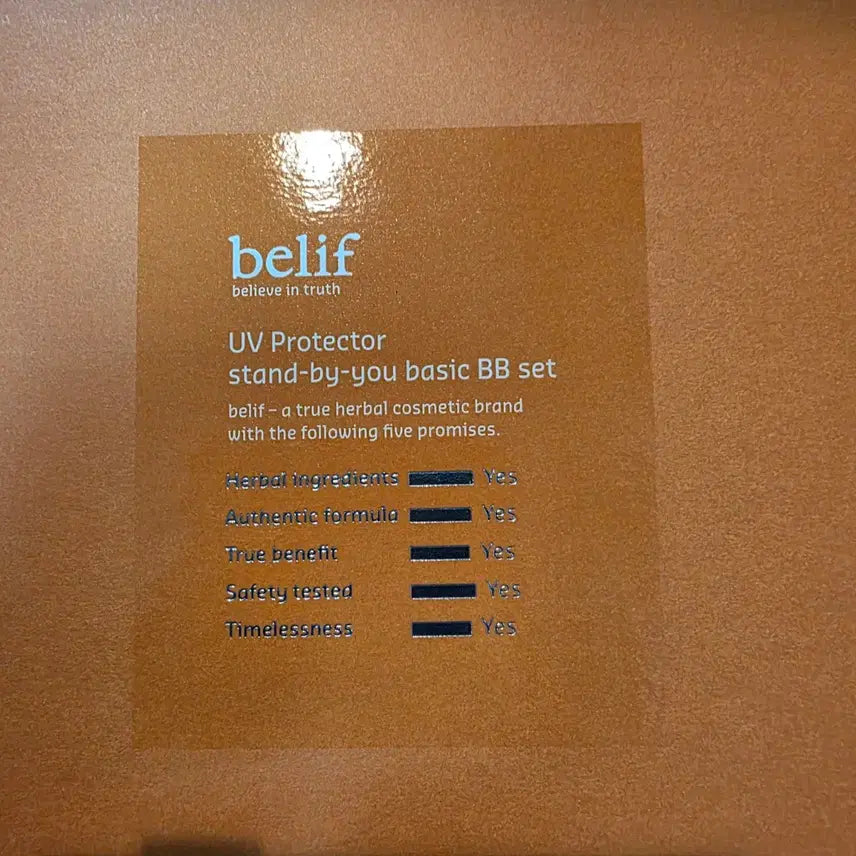 belif
believe in truth
UV Protector
stand-by-you basic BB set
belif – a true herbal cosmetic brand
with the following five promises.
Herbal ingredients Yes
Authentic formula Yes
True benefit Yes
Safety tested Yes
Timelessness Yes